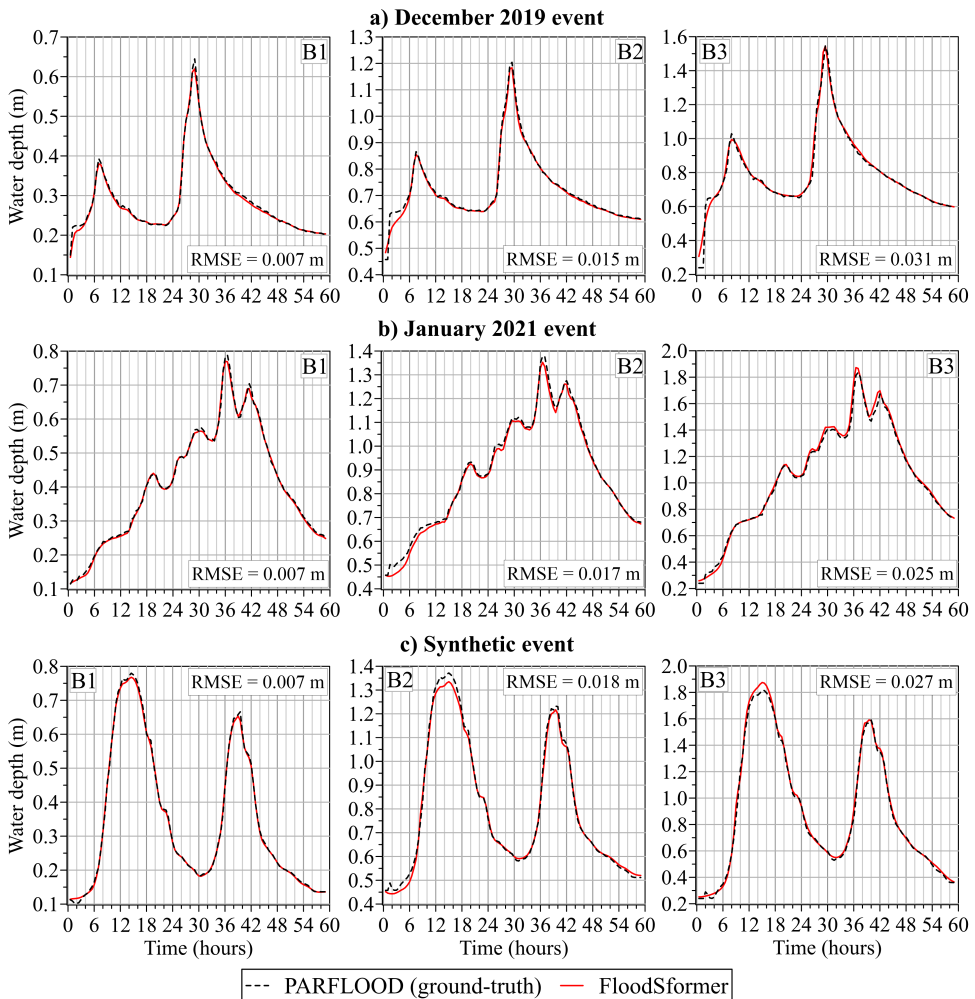 a) December 2019 event
Water depth (m)
0.7
0.6
0.5
0.4
0.3
0.2
0.1
B1
RMSE = 0.007 m
0 6 12 18 24 30 36 42 48 54 60
1.3
1.2
1.1
1.0
0.9
0.8
0.7
0.6
0.5
0.4
B2
RMSE = 0.015 m
0 6 12 18 24 30 36 42 48 54 60
1.6
1.4
1.2
1.0
0.8
0.6
0.4
0.2
B3
RMSE = 0.031 m
0 6 12 18 24 30 36 42 48 54 60
b) January 2021 event
Water depth (m)
0.8
0.7
0.6
0.5
0.4
0.3
0.2
0.1
B1
RMSE = 0.007 m
0 6 12 18 24 30 36 42 48 54 60
1.4
1.3
1.2
1.1
1.0
0.9
0.8
0.7
0.6
0.5
0.4
B2
RMSE = 0.017 m
0 6 12 18 24 30 36 42 48 54 60
2.0
1.8
1.6
1.4
1.2
1.0
0.8
0.6
0.4
0.2
B3
RMSE = 0.025 m
0 6 12 18 24 30 36 42 48 54 60
c) Synthetic event
Water depth (m)
0.8
0.7
0.6
0.5
0.4
0.3
0.2
0.1
B1
RMSE = 0.007 m
0 6 12 18 24 30 36 42 48 54 60
Time (hours)
1.4
1.3
1.2
1.1
1.0
0.9
0.8
0.7
0.6
0.5
0.4
B2
RMSE = 0.018 m
0 6 12 18 24 30 36 42 48 54 60
Time (hours)
2.0
1.8
1.6
1.4
1.2
1.0
0.8
0.6
0.4
0.2
B3
RMSE = 0.027 m
0 6 12 18 24 30 36 42 48 54 60
Time (hours)
PARFLOOD (ground-truth) FloodSformer